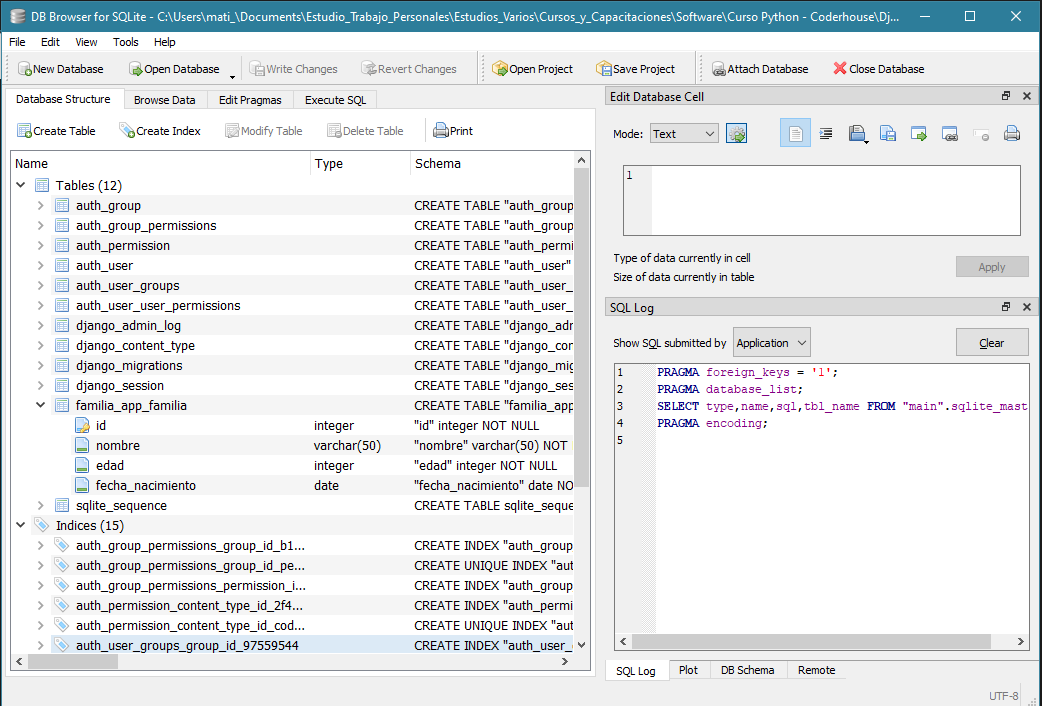 DB Browser for SQLite - C:\Users\mati_\Documents\Estudio_Trabajo_Personales\Estudios_Varios\Cursos_y_Capacitaciones\Software\Curso Python - Coderhouse\Dj...
File Edit View Tools Help
New Database Open Database Write Changes Revert Changes Open Project Save Project Attach Database Close Database
Database Structure Browse Data Edit Pragmas Execute SQL
Create Table Create Index Modify Table Delete Table Print
Name Type Schema
Tables (12)
auth_group CREATE TABLE "auth_group
auth_group_permissions CREATE TABLE "auth_group
auth_permission CREATE TABLE "auth_permi
auth_user CREATE TABLE "auth_user"
auth_user_groups CREATE TABLE "auth_user_
auth_user_user_permissions CREATE TABLE "auth_user_
django_admin_log CREATE TABLE "django_adr
django_content_type CREATE TABLE "django_cor
django_migrations CREATE TABLE "django_mig
django_session CREATE TABLE "django_ses
familia_app_familia CREATE TABLE "familia_app
id integer "id" integer NOT NULL
nombre varchar(50) "nombre" varchar(50) NOT
edad integer "edad" integer NOT NULL
fecha_nacimiento date "fecha_nacimiento" date NO
sqlite_sequence CREATE TABLE sqlite_seque
Indices (15)
auth_group_permissions_group_id_b1... CREATE INDEX "auth_group
auth_group_permissions_group_id_pe... CREATE UNIQUE INDEX "aut
auth_group_permissions_permission_i... CREATE INDEX "auth_group
auth_permission_content_type_id_2f4... CREATE INDEX "auth_permi
auth_permission_content_type_id_cod... CREATE UNIQUE INDEX "aut
auth_user_groups_group_id_97559544 CREATE INDEX "auth_user_
Edit Database Cell
Mode: Text
1
Type of data currently in cell
Size of data currently in table
Apply
SQL Log
Show SQL submitted by Application Clear
1 PRAGMA foreign_keys = '1';
2 PRAGMA database_list;
3 SELECT type,name,sql,tbl_name FROM "main".sqlite_mast
4 PRAGMA encoding;
5
SQL Log Plot DB Schema Remote
UTF-8